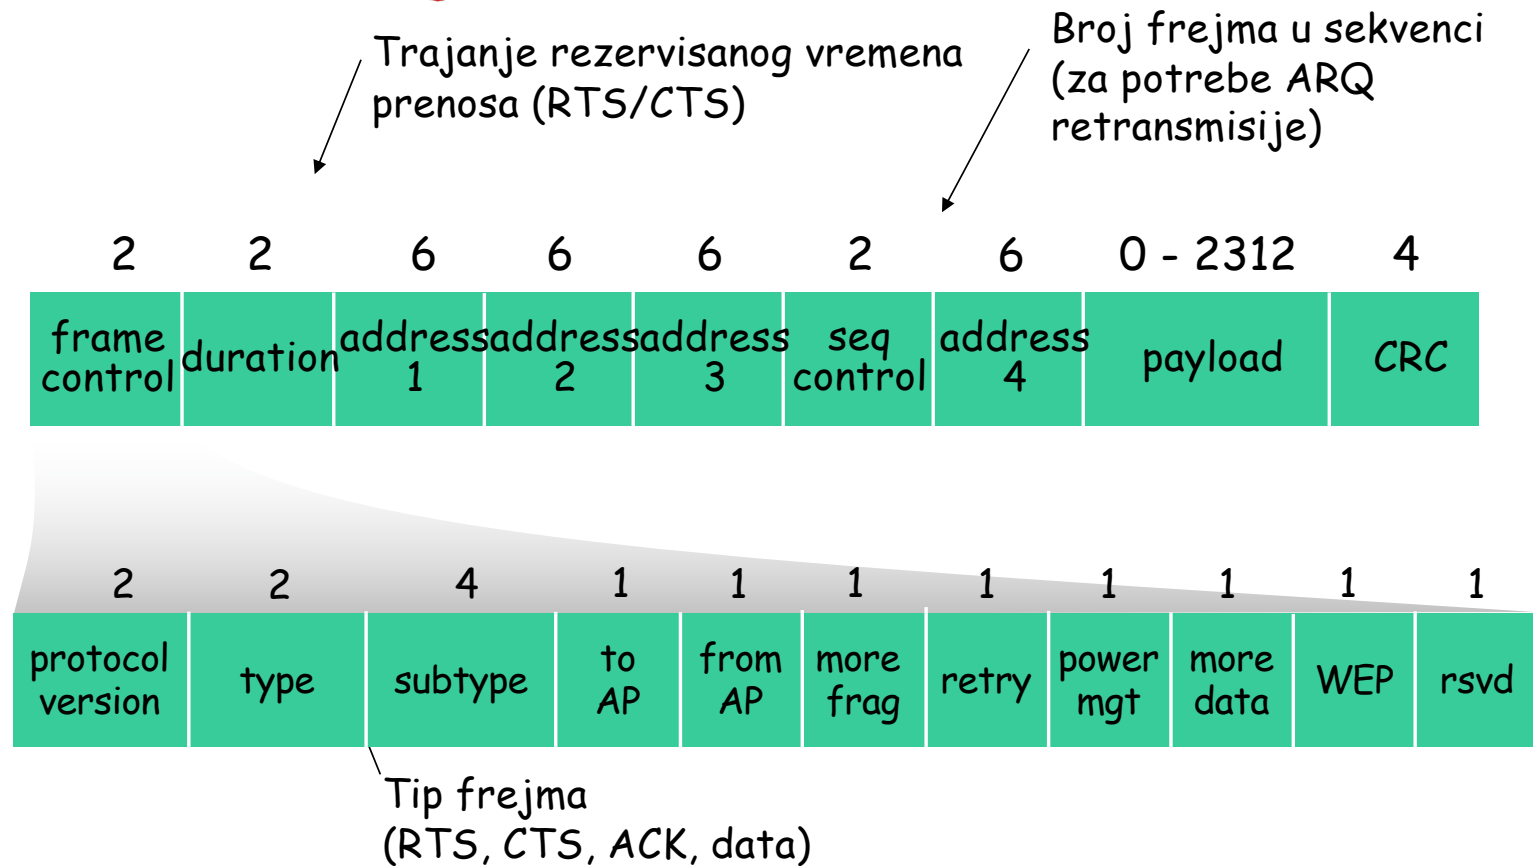 Trajanje rezervisanog vremena
prenosa (RTS/CTS)
Broj frejma u sekvenci
(za potrebe ARQ
retransmisije)
2 2 6 6 6 2 6 0 - 2312 4
frame
control
duration
address
1
address
2
address
3
seq
control
address
4
payload
CRC
2 2 4 1 1 1 1 1 1 1 1
protocol
version
type
subtype
to
AP
from
AP
more
frag
retry
power
mgt
more
data
WEP
rsvd
Tip frejma
(RTS, CTS, ACK, data)